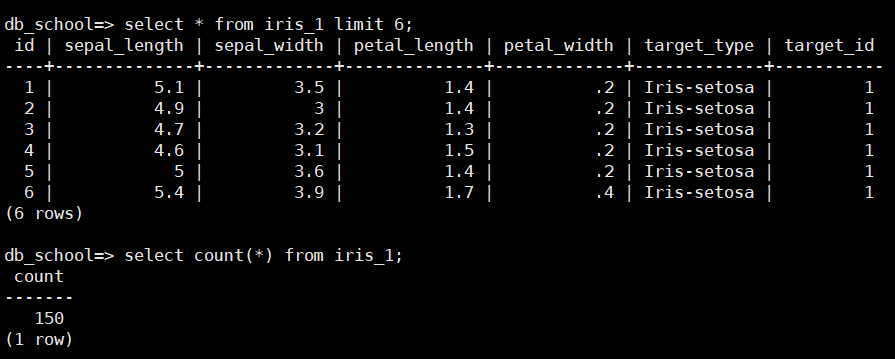 db_school=> select * from iris_1 limit 6;
 id | sepal_length | sepal_width | petal_length | petal_width | target_type | target_id
----+--------------+-------------+--------------+-------------+-------------+-----------
  1 |          5.1 |         3.5 |          1.4 |          .2 | Iris-setosa |         1
  2 |          4.9 |           3 |          1.4 |          .2 | Iris-setosa |         1
  3 |          4.7 |         3.2 |          1.3 |          .2 | Iris-setosa |         1
  4 |          4.6 |         3.1 |          1.5 |          .2 | Iris-setosa |         1
  5 |            5 |         3.6 |          1.4 |          .2 | Iris-setosa |         1
  6 |          5.4 |         3.9 |          1.7 |          .4 | Iris-setosa |         1
(6 rows)

db_school=> select count(*) from iris_1;
 count
-------
   150
(1 row)